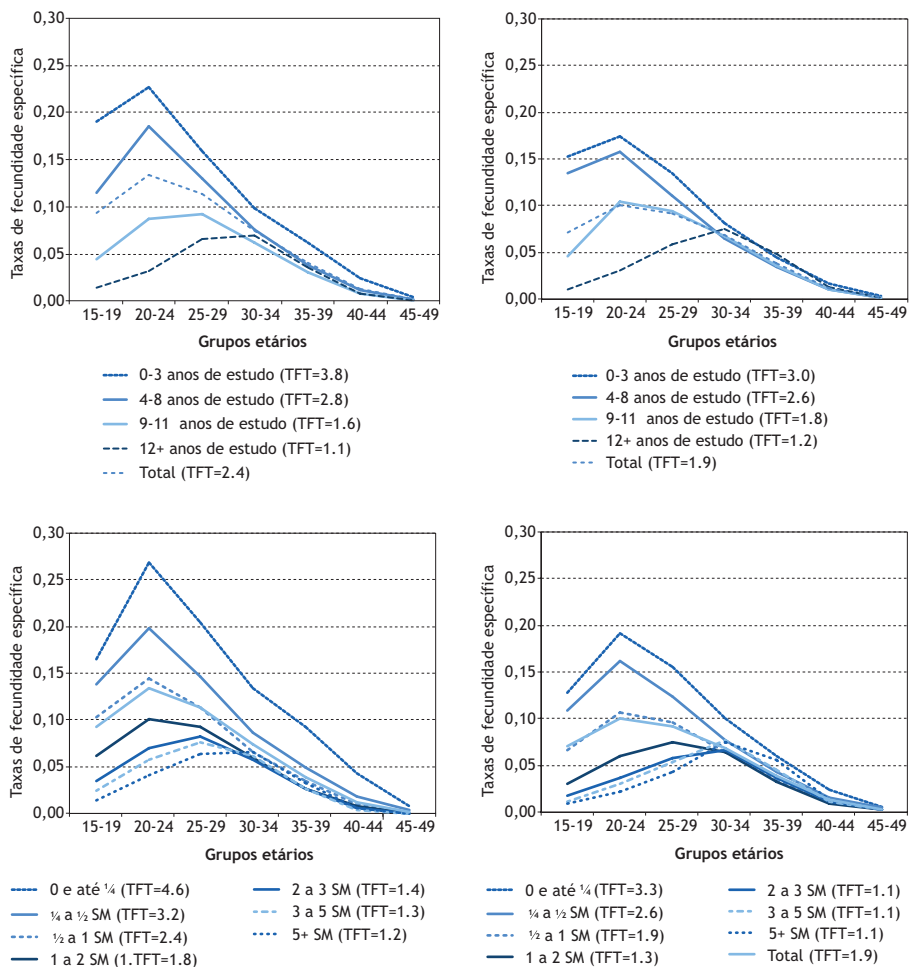 Taxas de fecundidade específica
0,30
0,25
0,20
0,15
0,10
0,05
0,00
15-19 20-24 25-29 30-34 35-39 40-44 45-49
Grupos etários
0-3 anos de estudo (TFT=3.8)
4-8 anos de estudo (TFT=2.8)
9-11 anos de estudo (TFT=1.6)
12+ anos de estudo (TFT=1.1)
Total (TFT=2.4)
Taxas de fecundidade específica
0,30
0,25
0,20
0,15
0,10
0,05
0,00
15-19 20-24 25-29 30-34 35-39 40-44 45-49
Grupos etários
0-3 anos de estudo (TFT=3.0)
4-8 anos de estudo (TFT=2.6)
9-11 anos de estudo (TFT=1.8)
12+ anos de estudo (TFT=1.2)
Total (TFT=1.9)
Taxas de fecundidade específica
0,30
0,25
0,20
0,15
0,10
0,05
0,00
15-19 20-24 25-29 30-34 35-39 40-44 45-49
Grupos etários
0 e até ¼ (TFT=4.6)
¼ a ½ SM (TFT=3.2)
½ a 1 SM (TFT=2.4)
1 a 2 SM (1.TFT=1.8)
2 a 3 SM (TFT=1.4)
3 a 5 SM (TFT=1.3)
5+ SM (TFT=1.2)
Taxas de fecundidade específica
0,30
0,25
0,20
0,15
0,10
0,05
0,00
15-19 20-24 25-29 30-34 35-39 40-44 45-49
Grupos etários
0 e até ¼ (TFT=3.3)
¼ a ½ SM (TFT=2.6)
½ a 1 SM (TFT=1.9)
1 a 2 SM (TFT=1.3)
2 a 3 SM (TFT=1.1)
3 a 5 SM (TFT=1.1)
5+ SM (TFT=1.1)
Total (TFT=1.9)